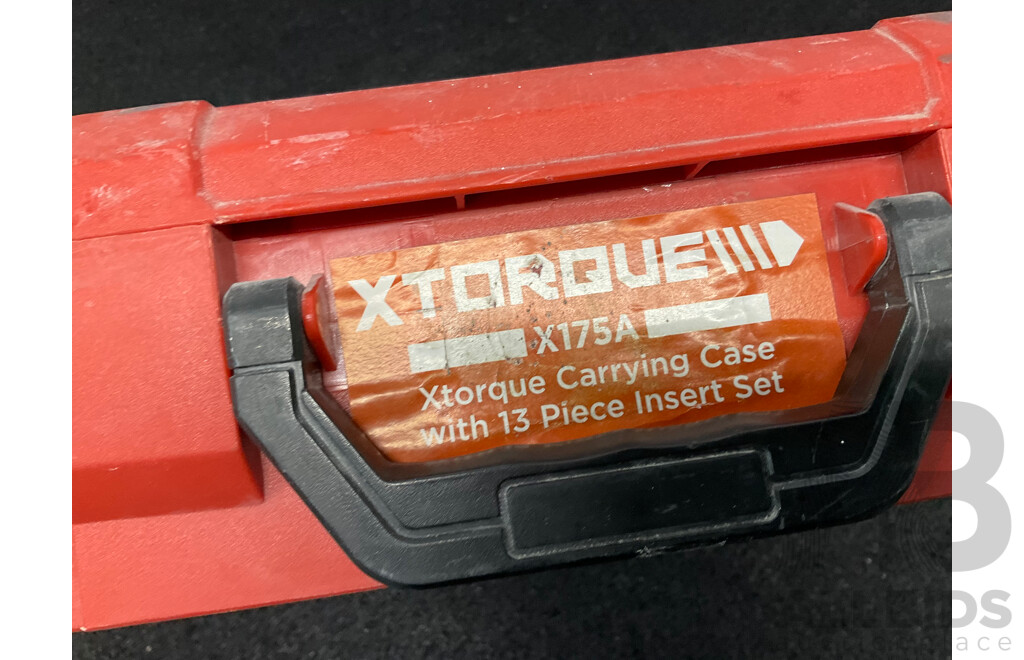 XTORQUE
X175A
Xtorque Carrying Case
with 13 Piece Insert Set